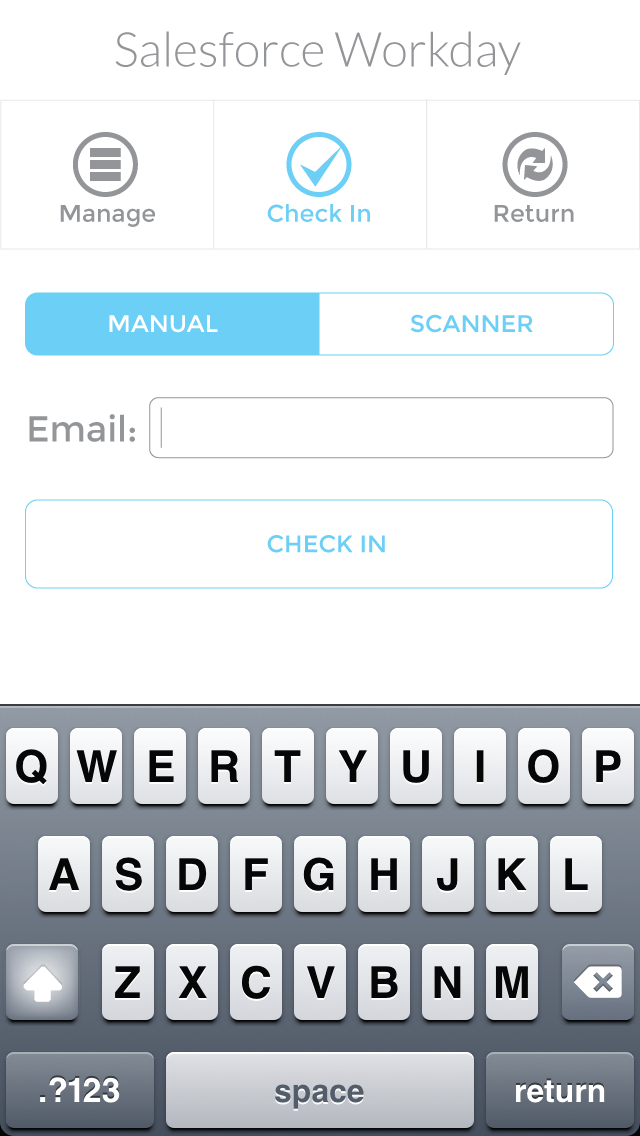 Salesforce Workday
Manage Check In Return
MANUAL SCANNER
Email:
CHECK IN
Q W E R T Y U I O P
A S D F G H J K L
Z X C V B N M
.?123 space return